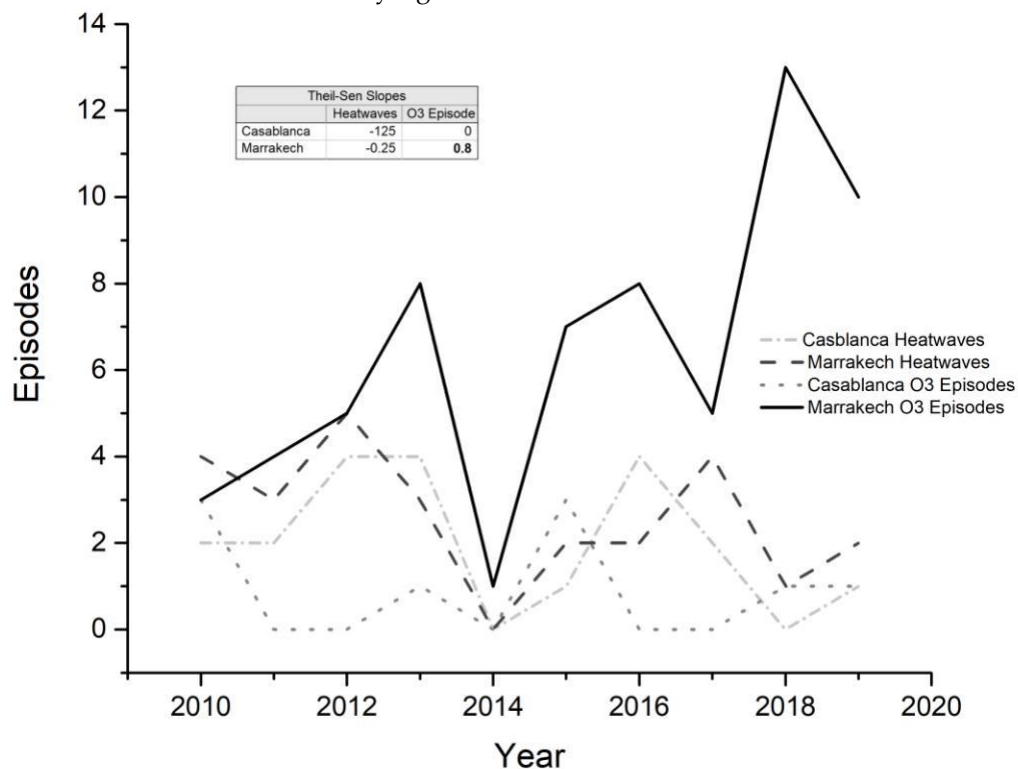 14
12
10
8
6
4
2
0
Episodes
Theil-Sen Slopes
Heatwaves O3 Episode
Casablanca -125 0
Marrakech -0.25 0.8
Casblanca Heatwaves
Marrakech Heatwaves
Casablanca O3 Episodes
Marrakech O3 Episodes
2010 2012 2014 2016 2018 2020
Year